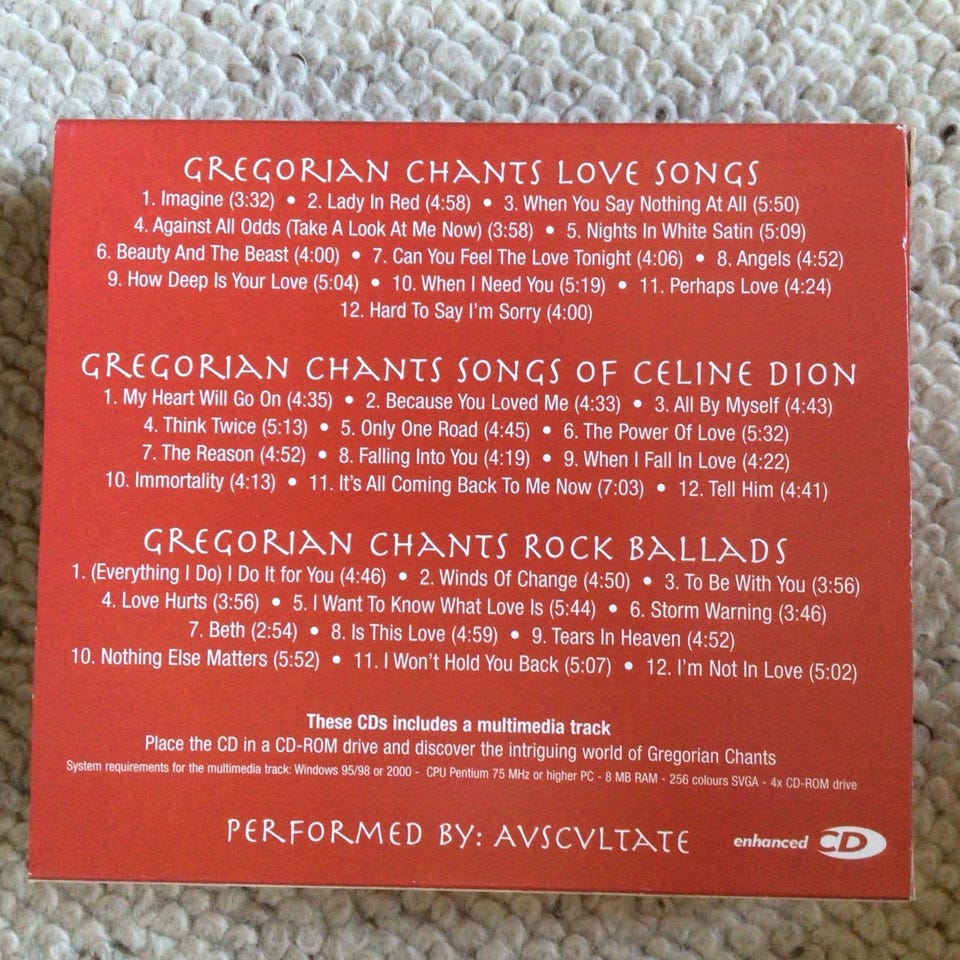 GREGORIAN CHANTS LOVE SONGS
1. Imagine (3:32) • 2. Lady In Red (4:58) • 3. When You Say Nothing At All (5:50)
4. Against All Odds (Take A Look At Me Now) (3:58) • 5. Nights In White Satin (5:09)
6. Beauty And The Beast (4:00) • 7. Can You Feel The Love Tonight (4:06) • 8. Angels (4:52)
9. How Deep Is Your Love (5:04) • 10. When I Need You (5:19) • 11. Perhaps Love (4:24)
12. Hard To Say I'm Sorry (4:00)
GREGORIAN CHANTS SONGS OF CELINE DION
1. My Heart Will Go On (4:35) • 2. Because You Loved Me (4:33) • 3. All By Myself (4:43)
4. Think Twice (5:13) • 5. Only One Road (4:45) • 6. The Power Of Love (5:32)
7. The Reason (4:52) • 8. Falling Into You (4:19) • 9. When I Fall In Love (4:22)
10. Immortality (4:13) • 11. It's All Coming Back To Me Now (7:03) • 12. Tell Him (4:41)
GREGORIAN CHANTS ROCK BALLADS
1. (Everything I Do) I Do It for You (4:46) • 2. Winds Of Change (4:50) • 3. To Be With You (3:56)
4. Love Hurts (3:56) • 5. I Want To Know What Love Is (5:44) • 6. Storm Warning (3:46)
7. Beth (2:54) • 8. Is This Love (4:59) • 9. Tears In Heaven (4:52)
10. Nothing Else Matters (5:52) • 11. I Won't Hold You Back (5:07) • 12. I'm Not In Love (5:02)
These CDs includes a multimedia track
Place the CD in a CD-ROM drive and discover the intriguing world of Gregorian Chants
System requirements for the multimedia track: Windows 95/98 or 2000 - CPU Pentium 75 MHz or higher PC - 8 MB RAM - 256 colours SVGA - 4x CD-ROM drive
PERFORMED BY: AVSCVLTATE
enhanced CD